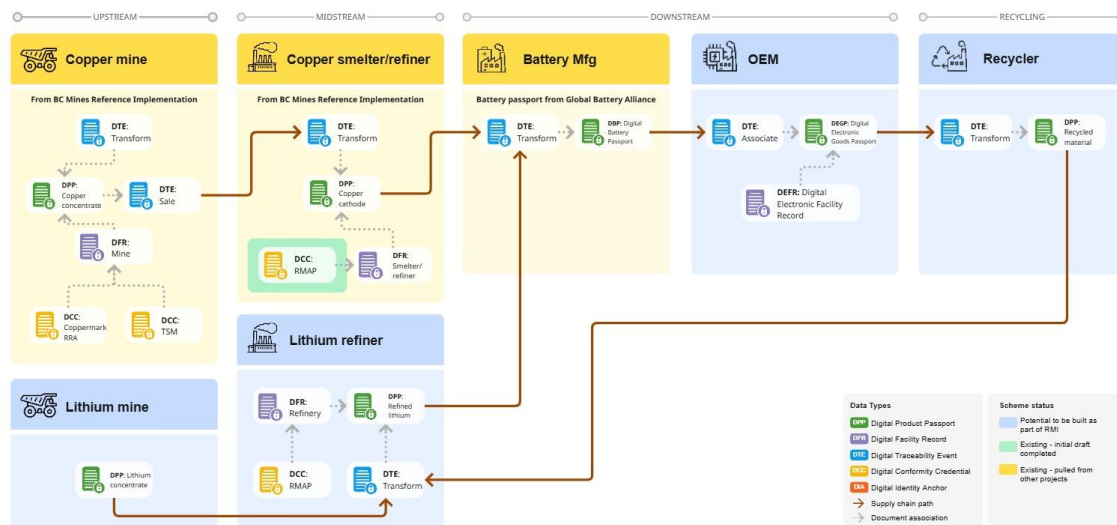 UPSTREAM
MIDSTREAM
DOWNSTREAM
RECYCLING
Copper mine
From BC Mines Reference Implementation
DTE:
Transform
DPP:
Copper
concentrate
DTE:
Sale
DFR:
Mine
DCC:
Coppermark
RRA
DCC:
TSM
Lithium mine
DPP: Lithium
concentrate
Copper smelter/refiner
From BC Mines Reference Implementation
DTE:
Transform
DPP:
Copper
cathode
DCC:
RMAP
DFR:
Smelter/
refiner
Lithium refiner
DFR:
Refinery
DPP:
Refined
lithium
DCC:
RMAP
DTE:
Transform
Battery Mfg
Battery passport from Global Battery Alliance
DTE:
Transform
DBP: Digital
Battery
Passport
OEM
DTE:
Associate
DEGP: Digital
Electronic
Goods Passport
DEFR: Digital
Electronic Facility
Record
Recycler
DTE:
Transform
DPP:
Recycled
material
Data Types
DPP Digital Product Passport
DFR Digital Facility Record
DTE Digital Traceability Event
DCC Digital Conformity Credential
DIA Digital Identity Anchor
Supply chain path
Document association
Scheme status
Potential to be built as
part of RMI
Existing - initial draft
completed
Existing - pulled from
other projects